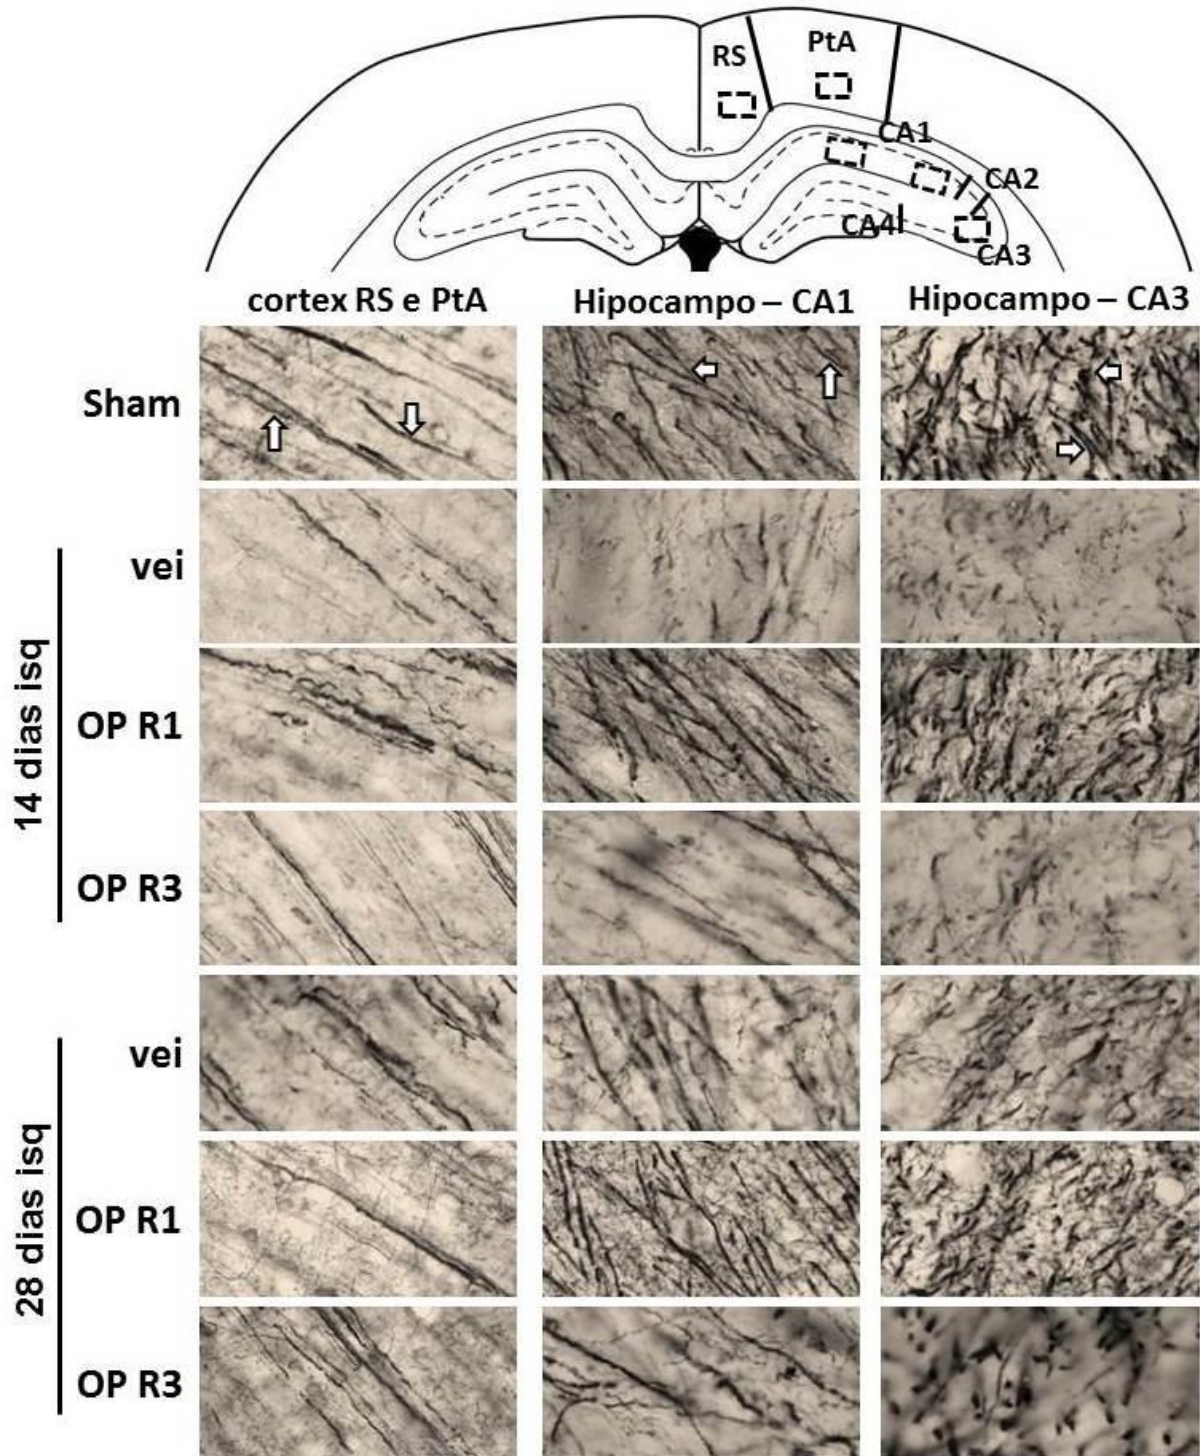 RS
PtA
CA1
CA2
CA4
CA3
cortex RS e PtA
Hipocampo – CA1
Hipocampo – CA3
Sham
14 dias isq
vei
OP R1
OP R3
28 dias isq
vei
OP R1
OP R3